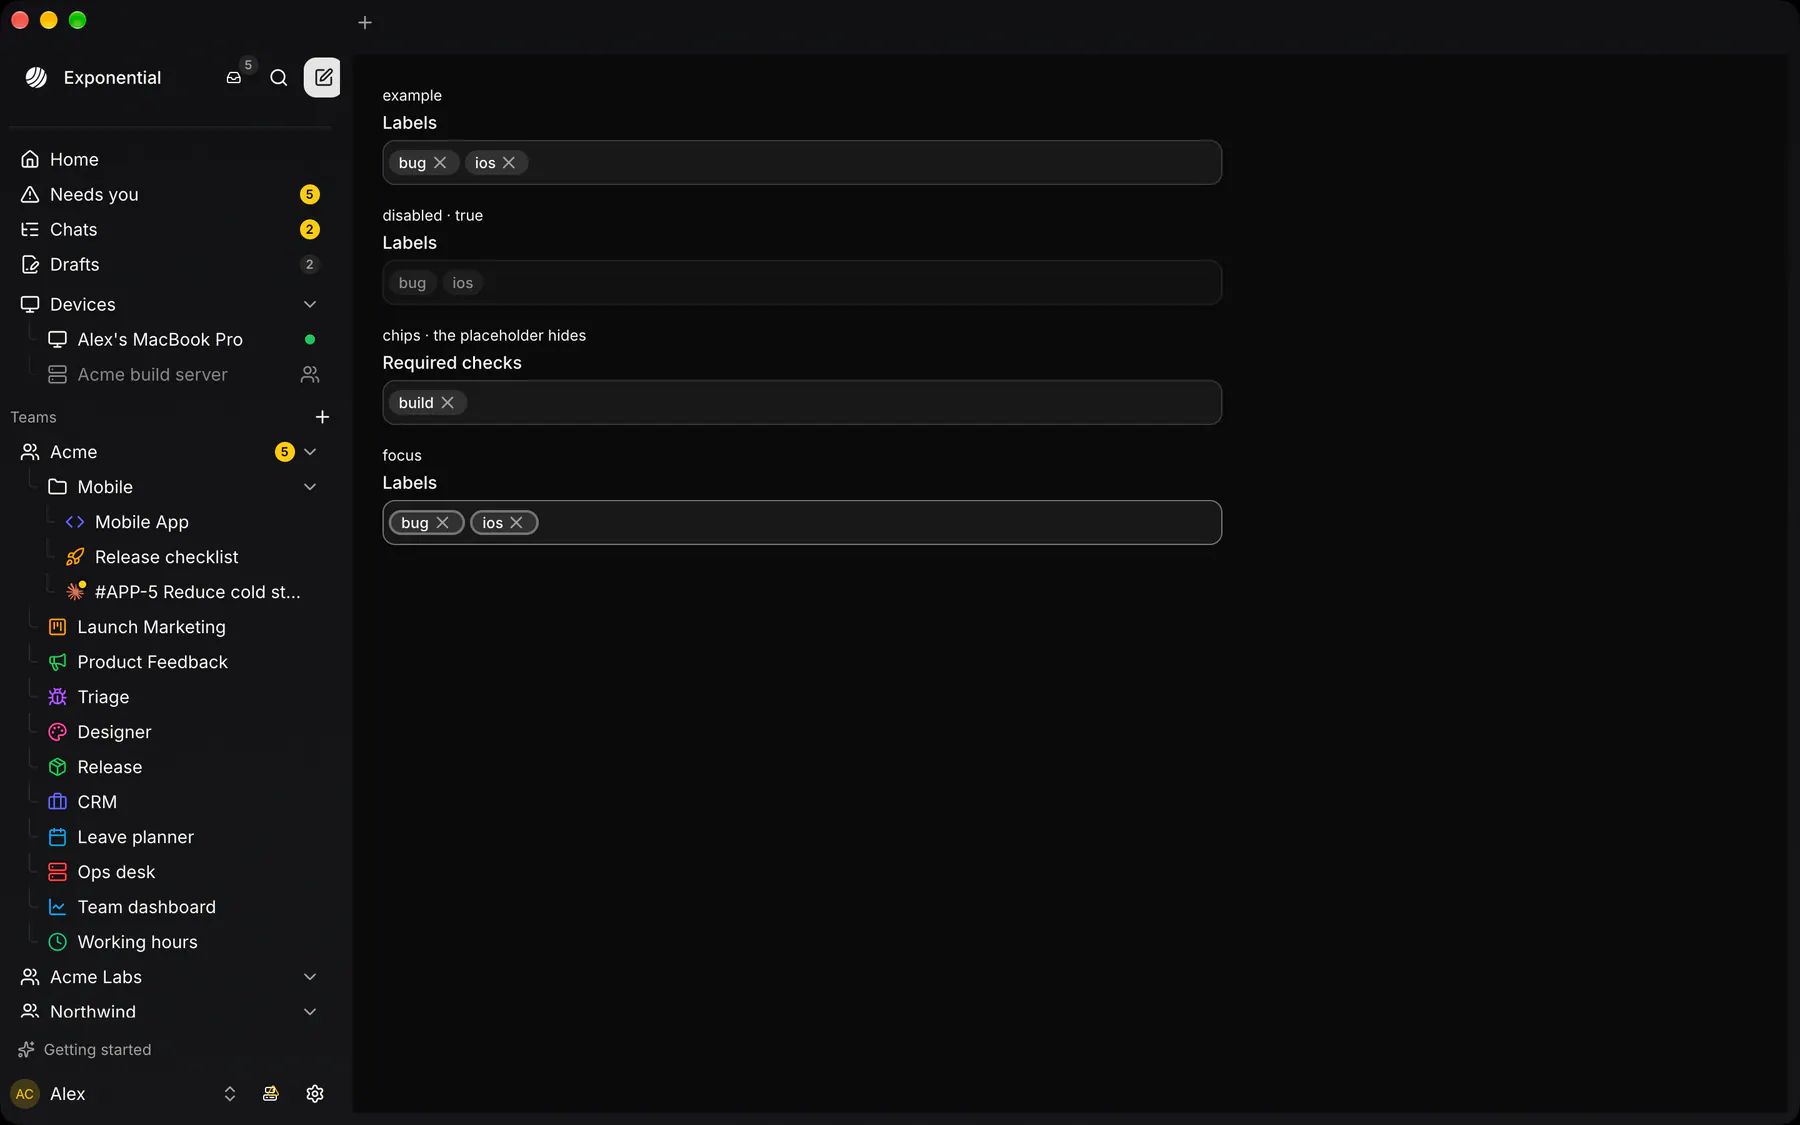 Exponential
5
Home
Needs you
5
Chats
2
Drafts
2
Devices
Alex's MacBook Pro
Acme build server
Teams
Acme
5
Mobile
Mobile App
Release checklist
#APP-5 Reduce cold st...
Launch Marketing
Product Feedback
Triage
Designer
Release
CRM
Leave planner
Ops desk
Team dashboard
Working hours
Acme Labs
Northwind
Getting started
AC
Alex
example
Labels
bug ios
disabled · true
Labels
bug ios
chips · the placeholder hides
Required checks
build
focus
Labels
bug ios